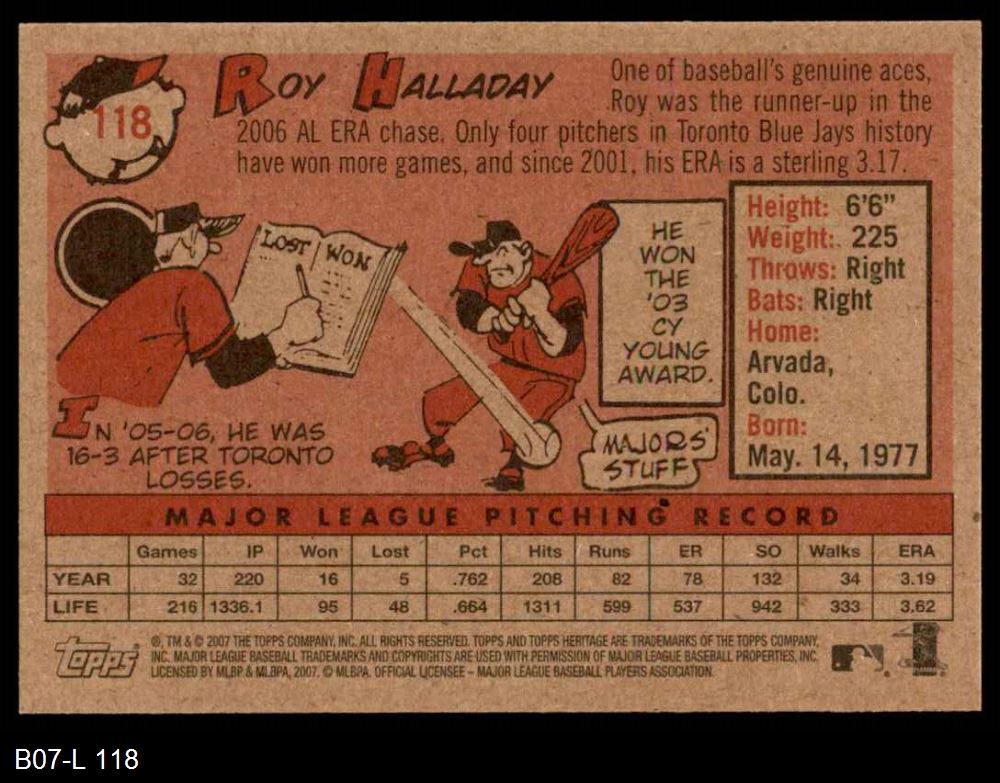 118
ROY HALLADAY
One of baseball's genuine aces,
Roy was the runner-up in the
2006 AL ERA chase. Only four pitchers in Toronto Blue Jays history
have won more games, and since 2001, his ERA is a sterling 3.17.
LOST WON
IN '05-06, HE WAS
16-3 AFTER TORONTO
LOSSES.
HE
WON
THE
'03
CY
YOUNG
AWARD.
MAJORS'
STUFF
Height: 6'6"
Weight: 225
Throws: Right
Bats: Right
Home:
Arvada,
Colo.
Born:
May. 14, 1977
MAJOR LEAGUE PITCHING RECORD
Games IP Won Lost Pct Hits Runs ER SO Walks ERA
YEAR 32 220 16 5 .762 208 82 78 132 34 3.19
LIFE 216 1336.1 95 48 .664 1311 599 537 942 333 3.62
Topps
®, TM & © 2007 THE TOPPS COMPANY, INC. ALL RIGHTS RESERVED. TOPPS AND TOPPS HERITAGE ARE TRADEMARKS OF THE TOPPS COMPANY,
INC. MAJOR LEAGUE BASEBALL TRADEMARKS AND COPYRIGHTS ARE USED WITH PERMISSION OF MAJOR LEAGUE BASEBALL PROPERTIES, INC.
LICENSED BY MLBP & MLBPA, 2007. © MLBPA. OFFICIAL LICENSEE – MAJOR LEAGUE BASEBALL PLAYERS ASSOCIATION.
B07-L 118